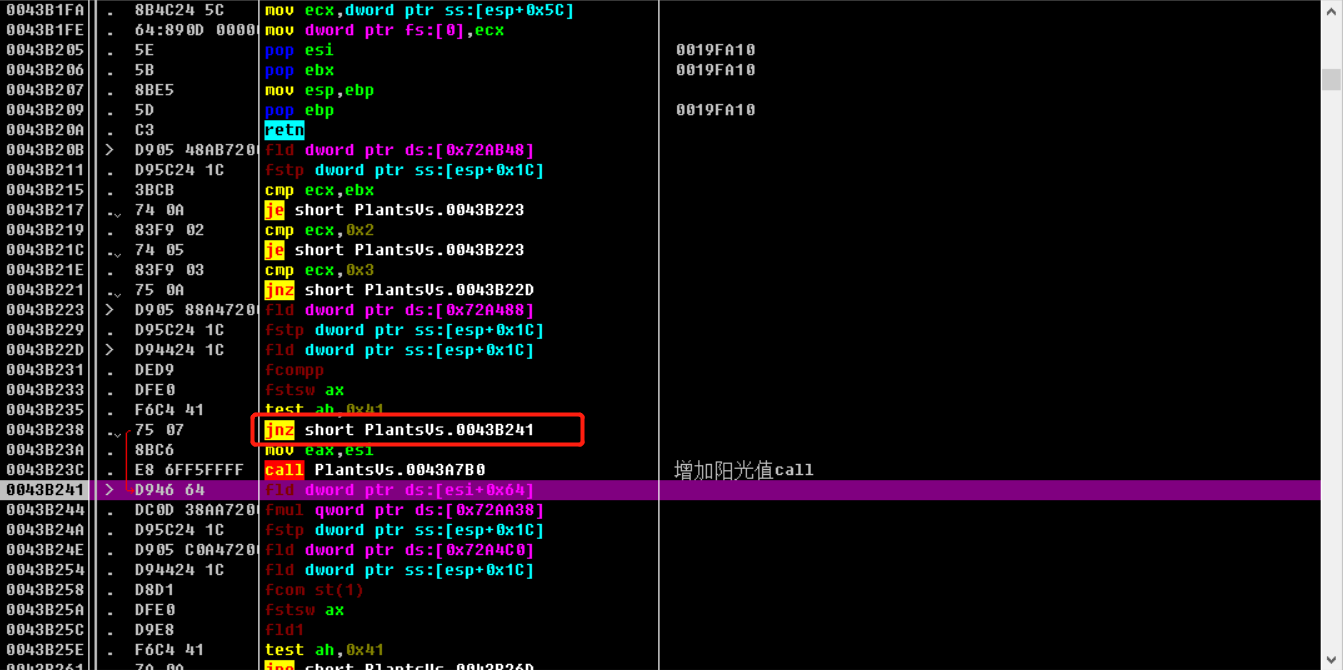 0043B1FA . 8B4C24 5C mov ecx,dword ptr ss:[esp+0x5C]
0043B1FE . 64:890D 0000 mov dword ptr fs:[0],ecx
0043B205 . 5E pop esi 0019FA10
0043B206 . 5B pop ebx 0019FA10
0043B207 . 8BE5 mov esp,ebp
0043B209 . 5D pop ebp 0019FA10
0043B20A . C3 retn
0043B20B > D905 48AB720 fld dword ptr ds:[0x72AB48]
0043B211 . D95C24 1C fstp dword ptr ss:[esp+0x1C]
0043B215 . 3BCB cmp ecx,ebx
0043B217 . 74 0A je short PlantsVs.0043B223
0043B219 . 83F9 02 cmp ecx,0x2
0043B21C . 74 05 je short PlantsVs.0043B223
0043B21E . 83F9 03 cmp ecx,0x3
0043B221 . 75 0A jnz short PlantsVs.0043B22D
0043B223 > D905 88A4720 fld dword ptr ds:[0x72A488]
0043B229 . D95C24 1C fstp dword ptr ss:[esp+0x1C]
0043B22D > D94424 1C fld dword ptr ss:[esp+0x1C]
0043B231 . DED9 fcompp
0043B233 . DFE0 fstsw ax
0043B235 . F6C4 41 test ah,0x41
0043B238 . 75 07 jnz short PlantsVs.0043B241
0043B23A . 8BC6 mov eax,esi
0043B23C . E8 6FF5FFFF call PlantsVs.0043A7B0 增加阳光值call
0043B241 > D946 64 fld dword ptr ds:[esi+0x64]
0043B244 . DC0D 38AA720 fmul qword ptr ds:[0x72AA38]
0043B24A . D95C24 1C fstp dword ptr ss:[esp+0x1C]
0043B24E . D905 C0A4720 fld dword ptr ds:[0x72A4C0]
0043B254 . D94424 1C fld dword ptr ss:[esp+0x1C]
0043B258 . D8D1 fcom st(1)
0043B25A . DFE0 fstsw ax
0043B25C . D9E8 fld1
0043B25E . F6C4 41 test ah,0x41
0043B261 . 7A 0A short PlantsVs.0043B26D